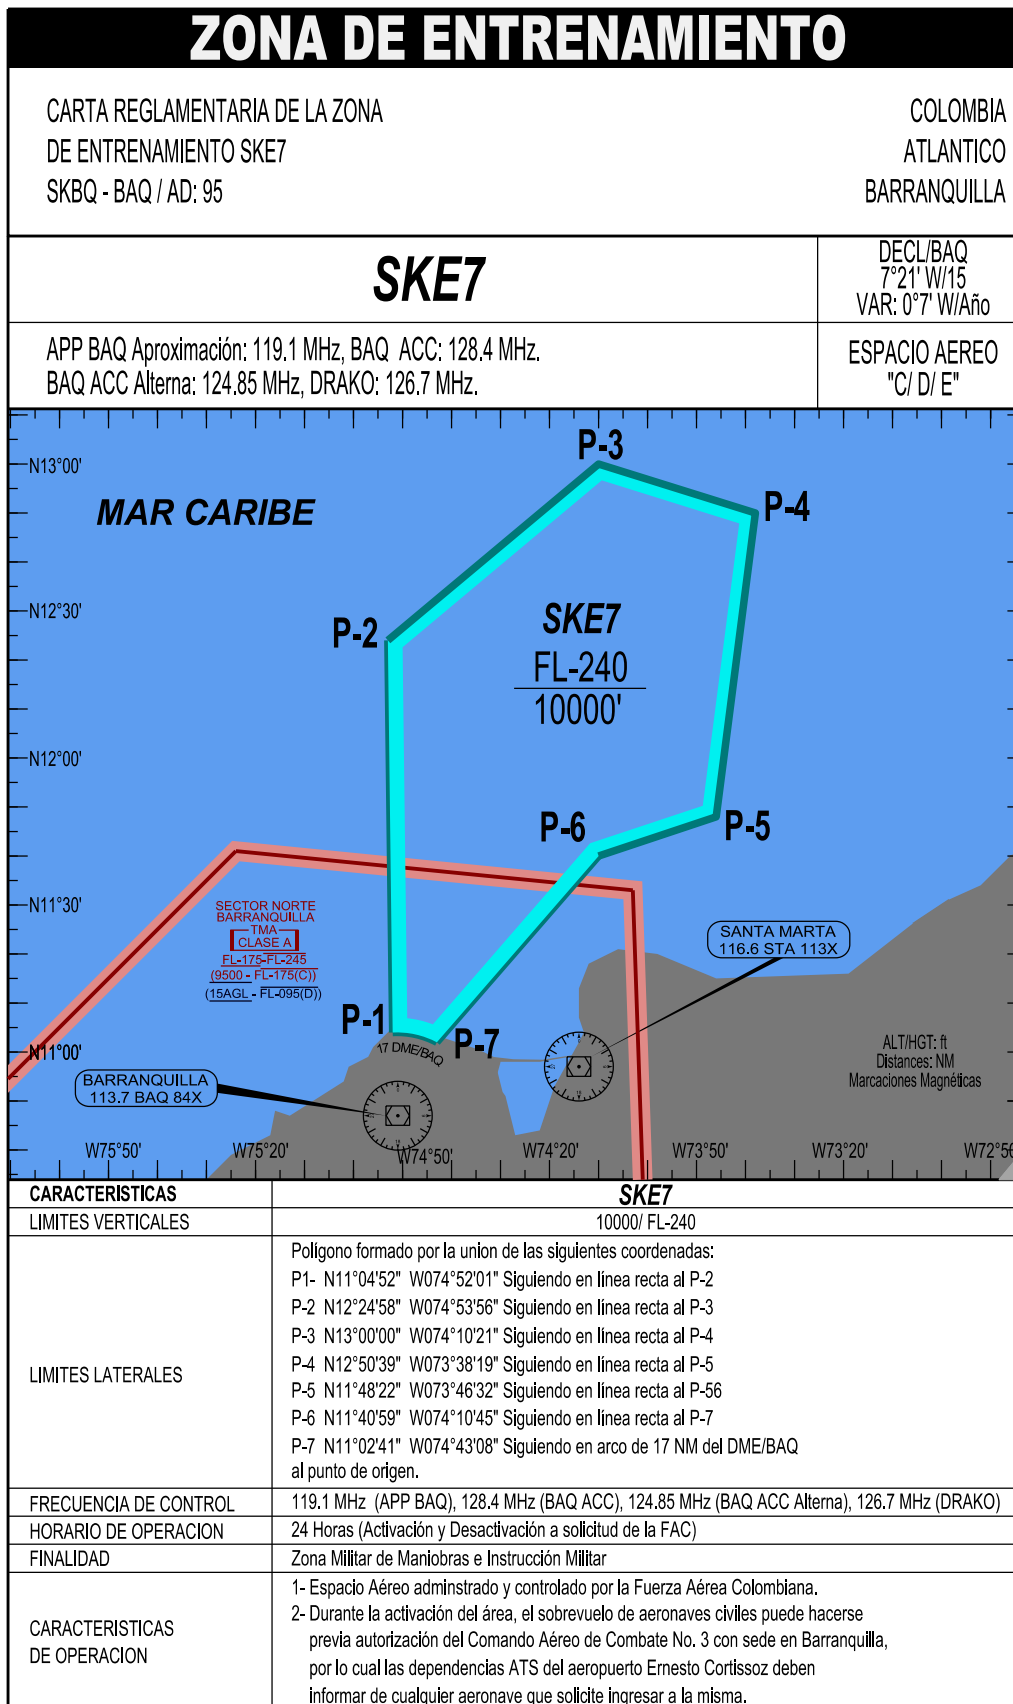 ZONA DE ENTRENAMIENTO
CARTA REGLAMENTARIA DE LA ZONA
DE ENTRENAMIENTO SKE7
SKBQ - BAQ / AD: 95
COLOMBIA
ATLANTICO
BARRANQUILLA
SKE7
DECL/BAQ
7°21' W/15
VAR: 0°7' W/Año
APP BAQ Aproximación: 119.1 MHz, BAQ ACC: 128.4 MHz.
BAQ ACC Alterna: 124.85 MHz, DRAKO: 126.7 MHz.
ESPACIO AEREO
"C/ D/ E"
P-3
N13°00'
MAR CARIBE
P-4
N12°30'
SKE7
P-2
FL-240
10000'
N12°00'
P-6
P-5
N11°30'
SECTOR NORTE
BARRANQUILLA
TMA
CLASE A
FL-175-FL-245
(9500 - FL-175(C))
(15AGL - FL-095(D))
SANTA MARTA
116.6 STA 113X
P-1
P-7
17 DME/BAQ
N11°00'
ALT/HGT: ft
Distances: NM
Marcaciones Magnéticas
BARRANQUILLA
113.7 BAQ 84X
W75°50'
W75°20'
W74°50'
W74°20'
W73°50'
W73°20'
W72°50
CARACTERISTICAS
SKE7
LIMITES VERTICALES
10000/ FL-240
LIMITES LATERALES
Polígono formado por la union de las siguientes coordenadas:
P1- N11°04'52" W074°52'01" Siguiendo en línea recta al P-2
P-2 N12°24'58" W074°53'56" Siguiendo en línea recta al P-3
P-3 N13°00'00" W074°10'21" Siguiendo en línea recta al P-4
P-4 N12°50'39" W073°38'19" Siguiendo en línea recta al P-5
P-5 N11°48'22" W073°46'32" Siguiendo en línea recta al P-56
P-6 N11°40'59" W074°10'45" Siguiendo en línea recta al P-7
P-7 N11°02'41" W074°43'08" Siguiendo en arco de 17 NM del DME/BAQ
al punto de origen.
FRECUENCIA DE CONTROL
119.1 MHz (APP BAQ), 128.4 MHz (BAQ ACC), 124.85 MHz (BAQ ACC Alterna), 126.7 MHz (DRAKO)
HORARIO DE OPERACION
24 Horas (Activación y Desactivación a solicitud de la FAC)
FINALIDAD
Zona Militar de Maniobras e Instrucción Militar
CARACTERISTICAS
DE OPERACION
1- Espacio Aéreo adminstrado y controlado por la Fuerza Aérea Colombiana.
2- Durante la activación del área, el sobrevuelo de aeronaves civiles puede hacerse
previa autorización del Comando Aéreo de Combate No. 3 con sede en Barranquilla,
por lo cual las dependencias ATS del aeropuerto Ernesto Cortissoz deben
informar de cualquier aeronave que solicite ingresar a la misma.